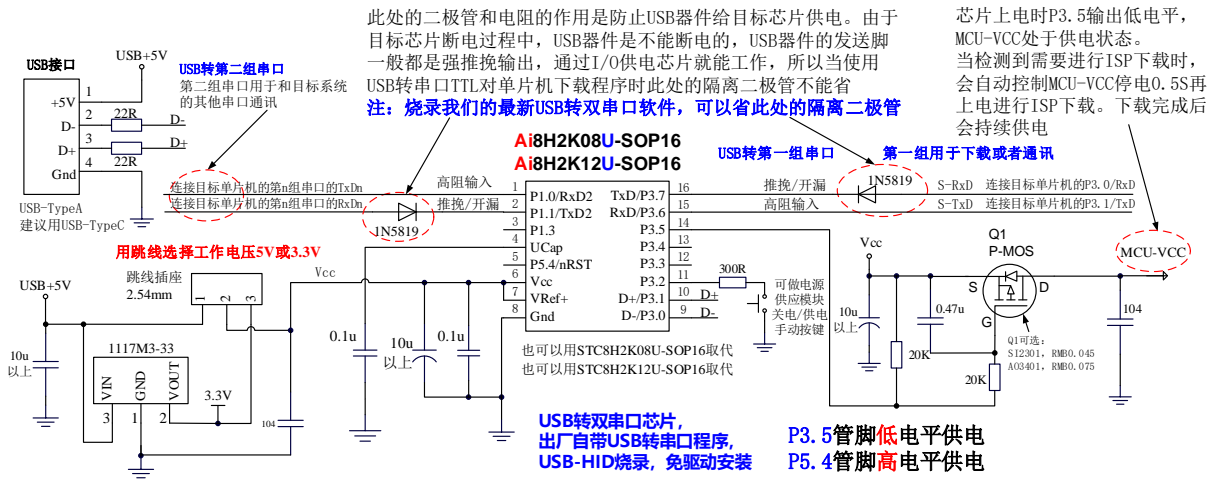 此处的二极管和电阻的作用是防止USB器件给目标芯片供电。由于
目标芯片断电过程中，USB器件是不能断电的，USB器件的发送脚
一般都是强推挽输出，通过I/O供电芯片就能工作，所以当使用
USB转串口TTL对单片机下载程序时此处的隔离二极管不能省
注：烧录我们的最新USB转双串口软件，可以省此处的隔离二极管
芯片上电时P3.5输出低电平，
MCU-VCC处于供电状态。
当检测到需要进行ISP下载时，
会自动控制MCU-VCC停电0.5S再
上电进行ISP下载。下载完成后
会持续供电
USB接口
USB+5V
+5V
D-
D+
Gnd
1
2
3
4
22R
22R
D-
D+
USB-TypeA
建议用USB-TypeC
USB转第二组串口
第二组串口用于和目标系统
的其他串口通讯
连接目标单片机的第n组串口的TxDn
连接目标单片机的第n组串口的RxDn
高阻输入
推挽/开漏
1N5819
Ai8H2K08U-SOP16
Ai8H2K12U-SOP16
1 P1.0/RxD2 TxD/P3.7 16
2 P1.1/TxD2 RxD/P3.6 15
3 P1.3 P3.5 14
4 UCap P3.4 13
5 P5.4/nRST P3.3 12
6 Vcc P3.2 11
7 VRef+ D+/P3.1 10 D+
8 Gnd D-/P3.0 9 D-
也可以用STC8H2K08U-SOP16取代
也可以用STC8H2K12U-SOP16取代
USB转第一组串口
第一组用于下载或者通讯
推挽/开漏
高阻输入
1N5819
S-RxD 连接目标单片机的P3.0/RxD
S-TxD 连接目标单片机的P3.1/TxD
300R
可做电源
供应模块
关电/供电
手动按键
Vcc
10u
以上
0.47u
20K
20K
Q1
P-MOS
S
D
G
MCU-VCC
104
Q1可选：
SI2301，RMB0.045
AO3401，RMB0.075
用跳线选择工作电压5V或3.3V
USB+5V
跳线插座
2.54mm
1
2
3
Vcc
10u
以上
1117M3-33
VIN
GND
VOUT
3
1
2
3.3V
104
0.1u
10u
以上
0.1u
USB转双串口芯片，
出厂自带USB转串口程序，
USB-HID烧录，免驱动安装
P3.5管脚低电平供电
P5.4管脚高电平供电